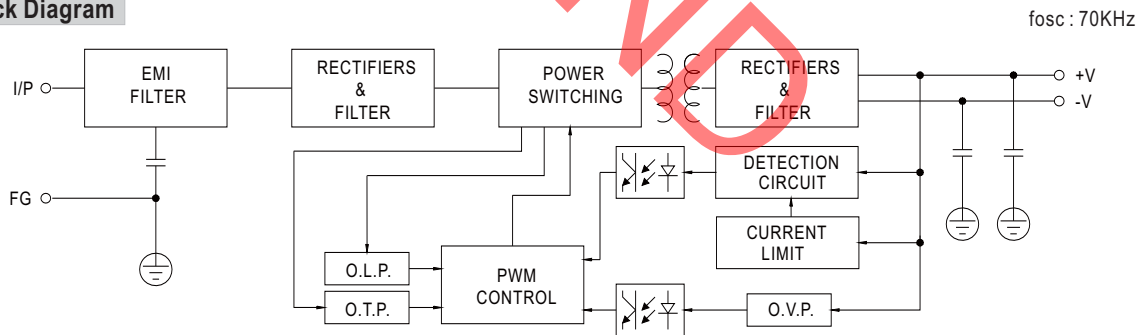 ck Diagram
fosc : 70KHz
I/P
EMI
FILTER
RECTIFIERS
&
FILTER
POWER
SWITCHING
RECTIFIERS
&
FILTER
+V
-V
FG
DETECTION
CIRCUIT
CURRENT
LIMIT
O.L.P.
O.T.P.
PWM
CONTROL
O.V.P.
ND